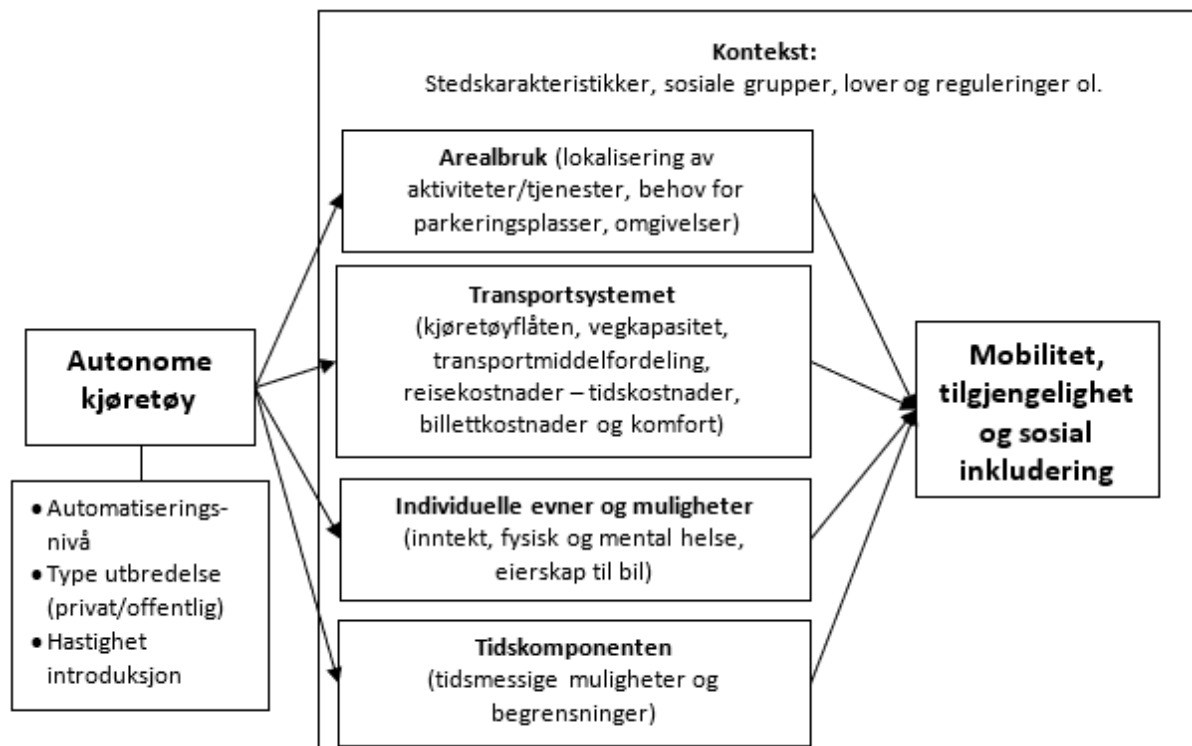 Kontekst:
Stedskarakteristikker, sosiale grupper, lover og reguleringer ol.
Arealbruk (lokalisering av
aktiviteter/tjenester, behov for
parkeringsplasser, omgivelser)
Transportsystemet
(kjøretøyflåten, vegkapasitet,
transportmiddelfordeling,
reisekostnader – tidskostnader,
billettkostnader og komfort)
Individuelle evner og muligheter
(inntekt, fysisk og mental helse,
eierskap til bil)
Tidskomponenten
(tidsmessige muligheter og
begrensninger)
Autonome
kjøretøy
• Automatiserings-
nivå
• Type utbredelse
(privat/offentlig)
• Hastighet
introduksjon
Mobilitet,
tilgjengelighet
og sosial
inkludering